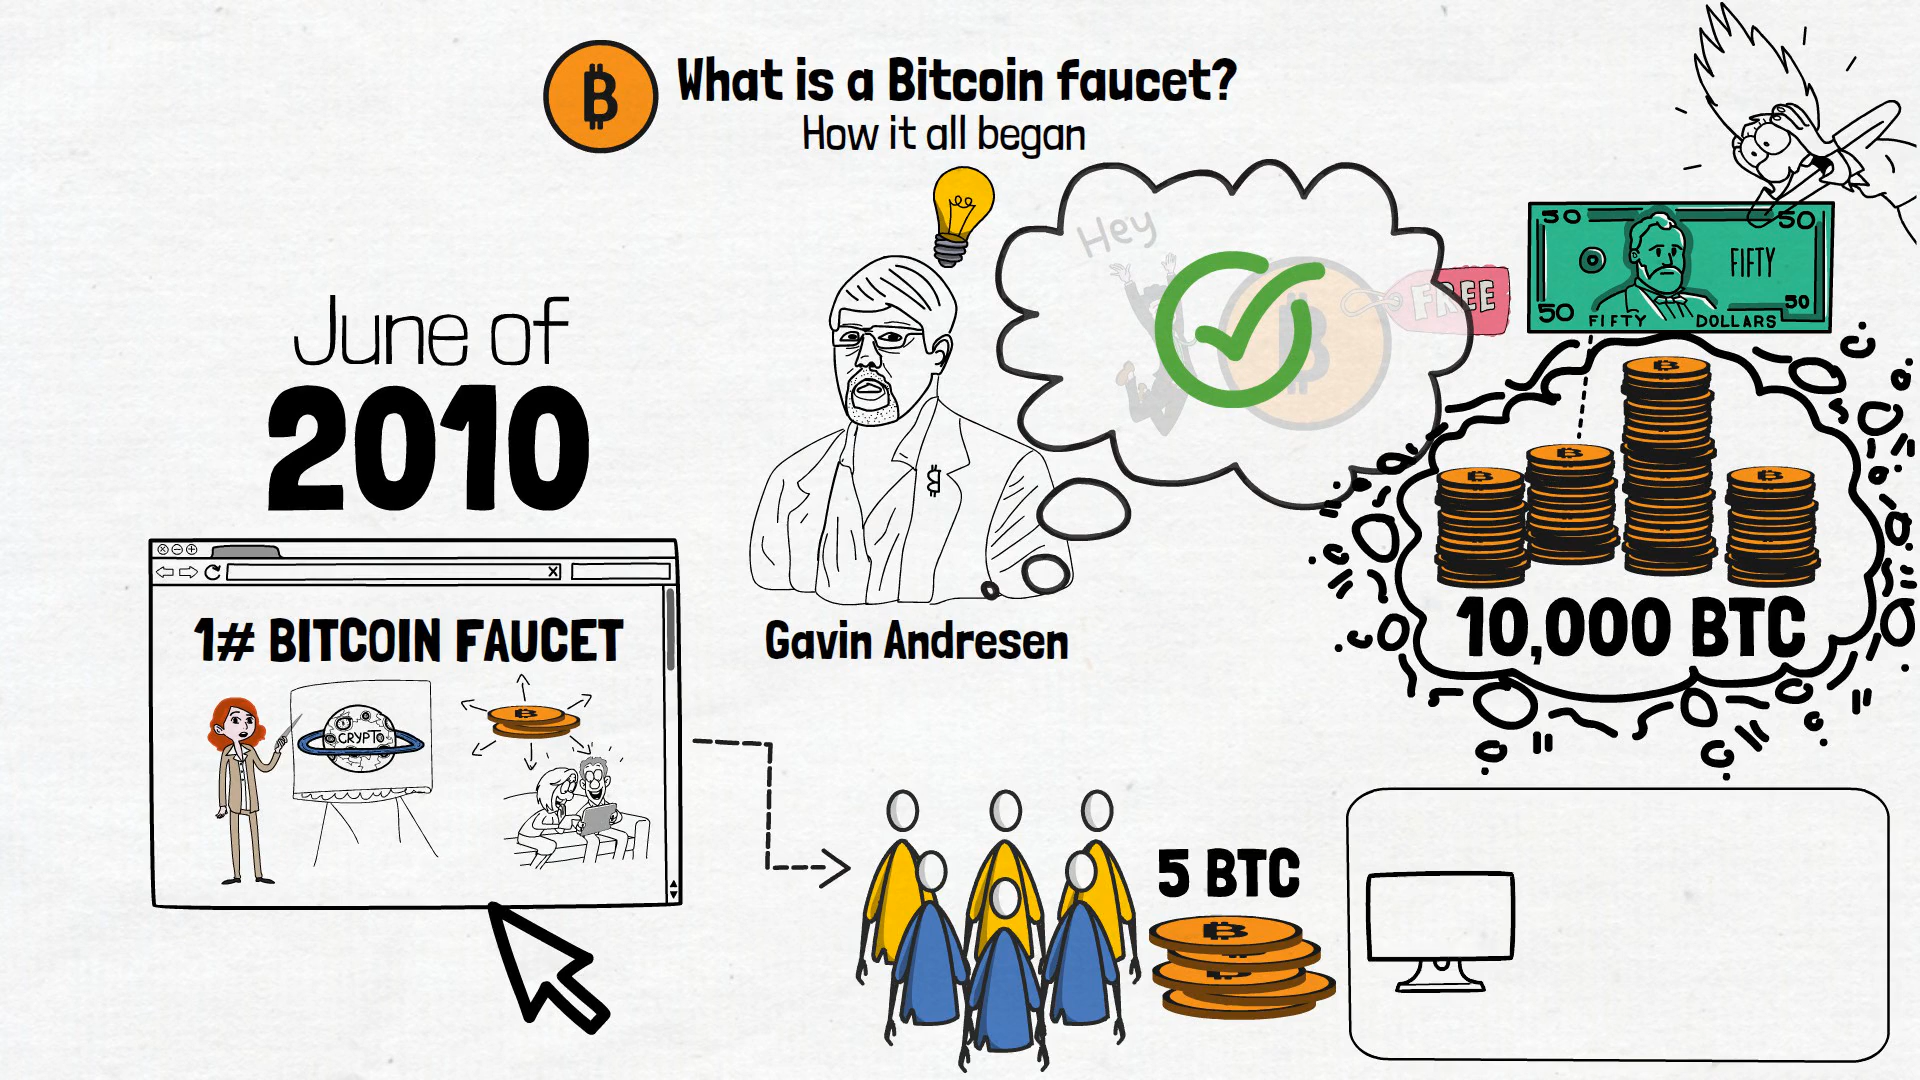 What is a Bitcoin faucet?
How it all began
Hey
FREE
50 50
FIFTY
50 50
FIFTY DOLLARS
June of
2010
Gavin Andresen
10,000 BTC
1# BITCOIN FAUCET
CRYPTO
5 BTC